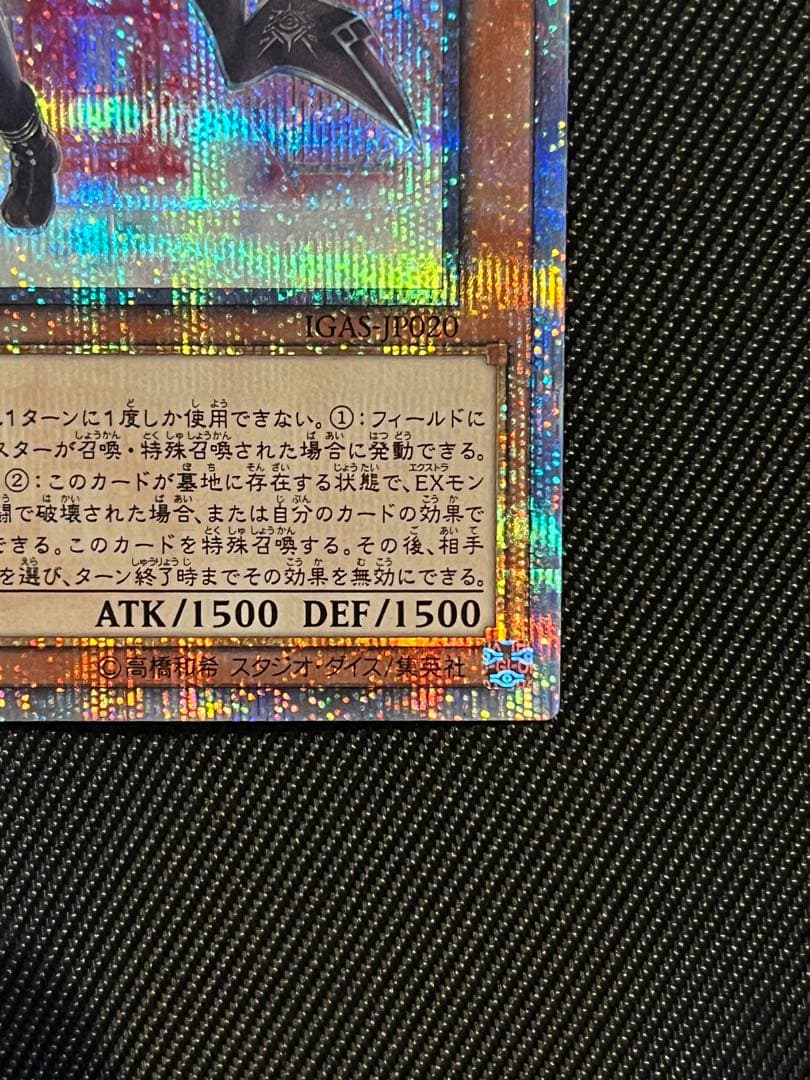 IGAS-JP020
1ターンに1度しか使用できない。①:フィールドに
スターが召喚・特殊召喚された場合に発動できる。
②:このカードが墓地に存在する状態で、EXモン
闘で破壊された場合、または自分のカードの効果で
できる。このカードを特殊召喚する。その後、相手
を選び、ターン終了時までその効果を無効にできる。
ATK/1500 DEF/1500
©高橋和希 スタジオ・ダイス/集英社